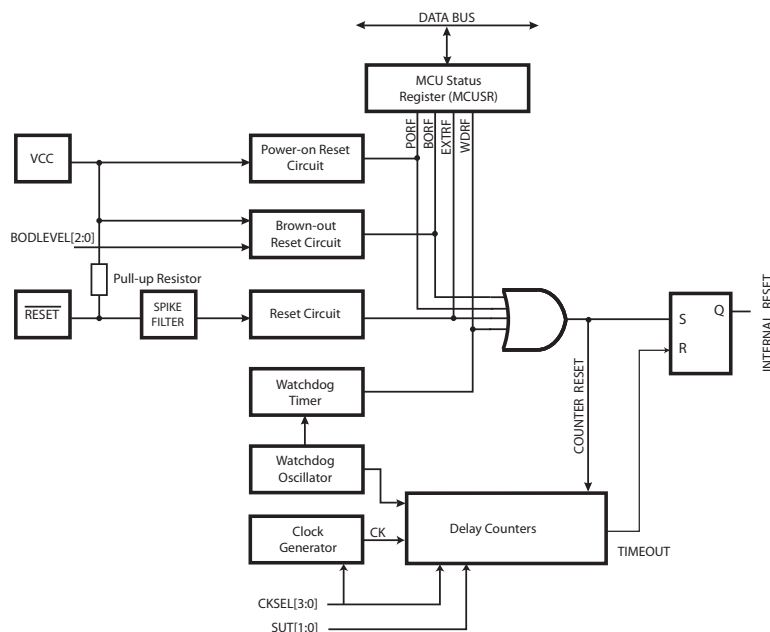 DATA BUS
MCU Status
Register (MCUSR)
PORF
BORF
EXTRF
WDRF
VCC
Power-on Reset
Circuit
BODLEVEL[2:0]
Brown-out
Reset Circuit
Pull-up Resistor
RESET
SPIKE
FILTER
Reset Circuit
S
Q
R
INTERNAL RESET
COUNTER RESET
Watchdog
Timer
Watchdog
Oscillator
Clock
Generator
CK
Delay Counters
TIMEOUT
CKSEL[3:0]
SUT[1:0]